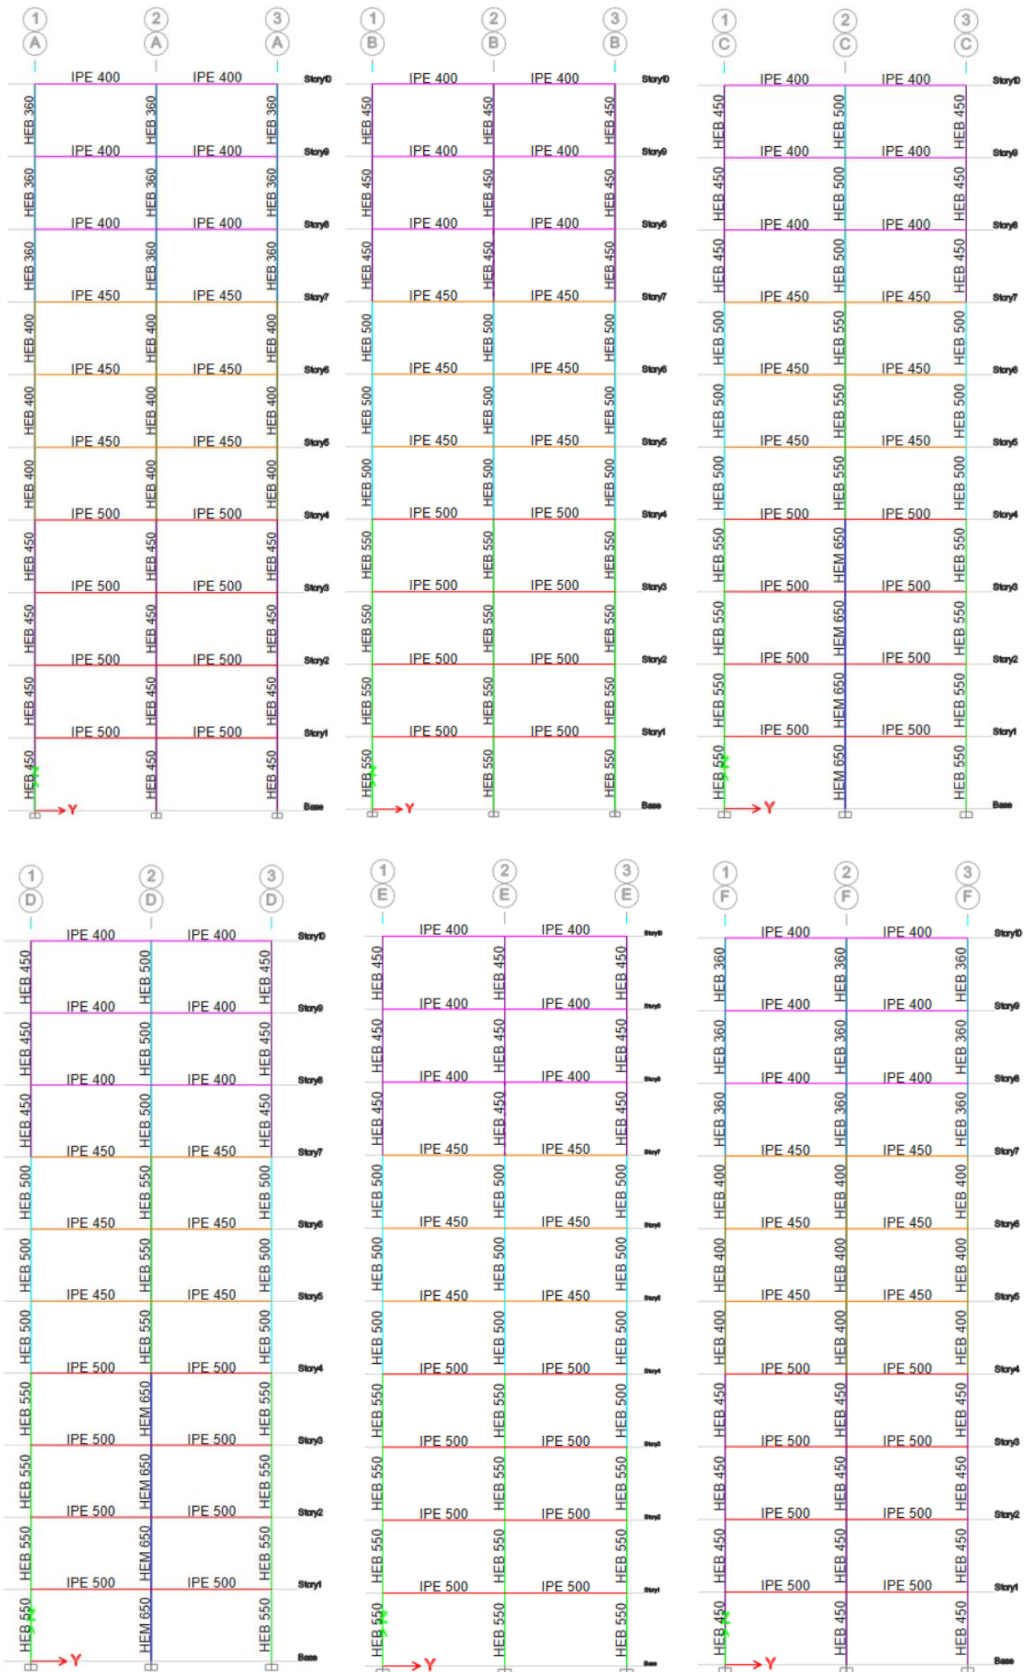 1 2 3
A A A
IPE 400 IPE 400 Story10
HEB 360 HEB 360 HEB 360
IPE 400 IPE 400 Story9
HEB 360 HEB 360 HEB 360
IPE 400 IPE 400 Story8
HEB 360 HEB 360 HEB 360
IPE 450 IPE 450 Story7
HEB 400 HEB 400 HEB 400
IPE 450 IPE 450 Story6
HEB 400 HEB 400 HEB 400
IPE 450 IPE 450 Story5
HEB 400 HEB 400 HEB 400
IPE 500 IPE 500 Story4
HEB 450 HEB 450 HEB 450
IPE 500 IPE 500 Story3
HEB 450 HEB 450 HEB 450
IPE 500 IPE 500 Story2
HEB 450 HEB 450 HEB 450
IPE 500 IPE 500 Story1
HEB 450 HEB 450 HEB 450
Y Base
1 2 3
B B B
IPE 400 IPE 400 Story10
HEB 450 HEB 450 HEB 450
IPE 400 IPE 400 Story9
HEB 450 HEB 450 HEB 450
IPE 400 IPE 400 Story8
HEB 450 HEB 450 HEB 450
IPE 450 IPE 450 Story7
HEB 500 HEB 500 HEB 500
IPE 450 IPE 450 Story6
HEB 500 HEB 500 HEB 500
IPE 450 IPE 450 Story5
HEB 500 HEB 500 HEB 500
IPE 500 IPE 500 Story4
HEB 550 HEB 550 HEB 550
IPE 500 IPE 500 Story3
HEB 550 HEB 550 HEB 550
IPE 500 IPE 500 Story2
HEB 550 HEB 550 HEB 550
IPE 500 IPE 500 Story1
HEB 550 HEB 550 HEB 550
Y Base
1 2 3
C C C
IPE 400 IPE 400 Story10
HEB 450 HEB 500 HEB 450
IPE 400 IPE 400 Story9
HEB 450 HEB 500 HEB 450
IPE 400 IPE 400 Story8
HEB 450 HEB 500 HEB 450
IPE 450 IPE 450 Story7
HEB 500 HEB 550 HEB 500
IPE 450 IPE 450 Story6
HEB 500 HEB 550 HEB 500
IPE 450 IPE 450 Story5
HEB 500 HEB 550 HEB 500
IPE 500 IPE 500 Story4
HEB 550 HEM 650 HEB 550
IPE 500 IPE 500 Story3
HEB 550 HEM 650 HEB 550
IPE 500 IPE 500 Story2
HEB 550 HEM 650 HEB 550
IPE 500 IPE 500 Story1
HEB 550 HEM 650 HEB 550
Y Base
1 2 3
D D D
IPE 400 IPE 400 Story10
HEB 450 HEB 500 HEB 450
IPE 400 IPE 400 Story9
HEB 450 HEB 500 HEB 450
IPE 400 IPE 400 Story8
HEB 450 HEB 500 HEB 450
IPE 450 IPE 450 Story7
HEB 500 HEB 550 HEB 500
IPE 450 IPE 450 Story6
HEB 500 HEB 550 HEB 500
IPE 450 IPE 450 Story5
HEB 500 HEB 550 HEB 500
IPE 500 IPE 500 Story4
HEB 550 HEM 650 HEB 550
IPE 500 IPE 500 Story3
HEB 550 HEM 650 HEB 550
IPE 500 IPE 500 Story2
HEB 550 HEM 650 HEB 550
IPE 500 IPE 500 Story1
HEB 550 HEM 650 HEB 550
Y Base
1 2 3
E E E
IPE 400 IPE 400 Story10
HEB 450 HEB 450 HEB 450
IPE 400 IPE 400 Story9
HEB 450 HEB 450 HEB 450
IPE 400 IPE 400 Story8
HEB 450 HEB 450 HEB 450
IPE 450 IPE 450 Story7
HEB 500 HEB 500 HEB 500
IPE 450 IPE 450 Story6
HEB 500 HEB 500 HEB 500
IPE 450 IPE 450 Story5
HEB 500 HEB 500 HEB 500
IPE 500 IPE 500 Story4
HEB 550 HEB 550 HEB 500
IPE 500 IPE 500 Story3
HEB 550 HEB 550 HEB 550
IPE 500 IPE 500 Story2
HEB 550 HEB 550 HEB 550
IPE 500 IPE 500 Story1
HEB 550 HEB 550 HEB 550
Y Base
1 2 3
F F F
IPE 400 IPE 400 Story10
HEB 360 HEB 360 HEB 360
IPE 400 IPE 400 Story9
HEB 360 HEB 360 HEB 360
IPE 400 IPE 400 Story8
HEB 360 HEB 360 HEB 360
IPE 450 IPE 450 Story7
HEB 400 HEB 400 HEB 400
IPE 450 IPE 450 Story6
HEB 400 HEB 400 HEB 400
IPE 450 IPE 450 Story5
HEB 400 HEB 400 HEB 400
IPE 500 IPE 500 Story4
HEB 450 HEB 450 HEB 450
IPE 500 IPE 500 Story3
HEB 450 HEB 450 HEB 450
IPE 500 IPE 500 Story2
HEB 450 HEB 450 HEB 450
IPE 500 IPE 500 Story1
HEB 450 HEB 450 HEB 450
Y Base